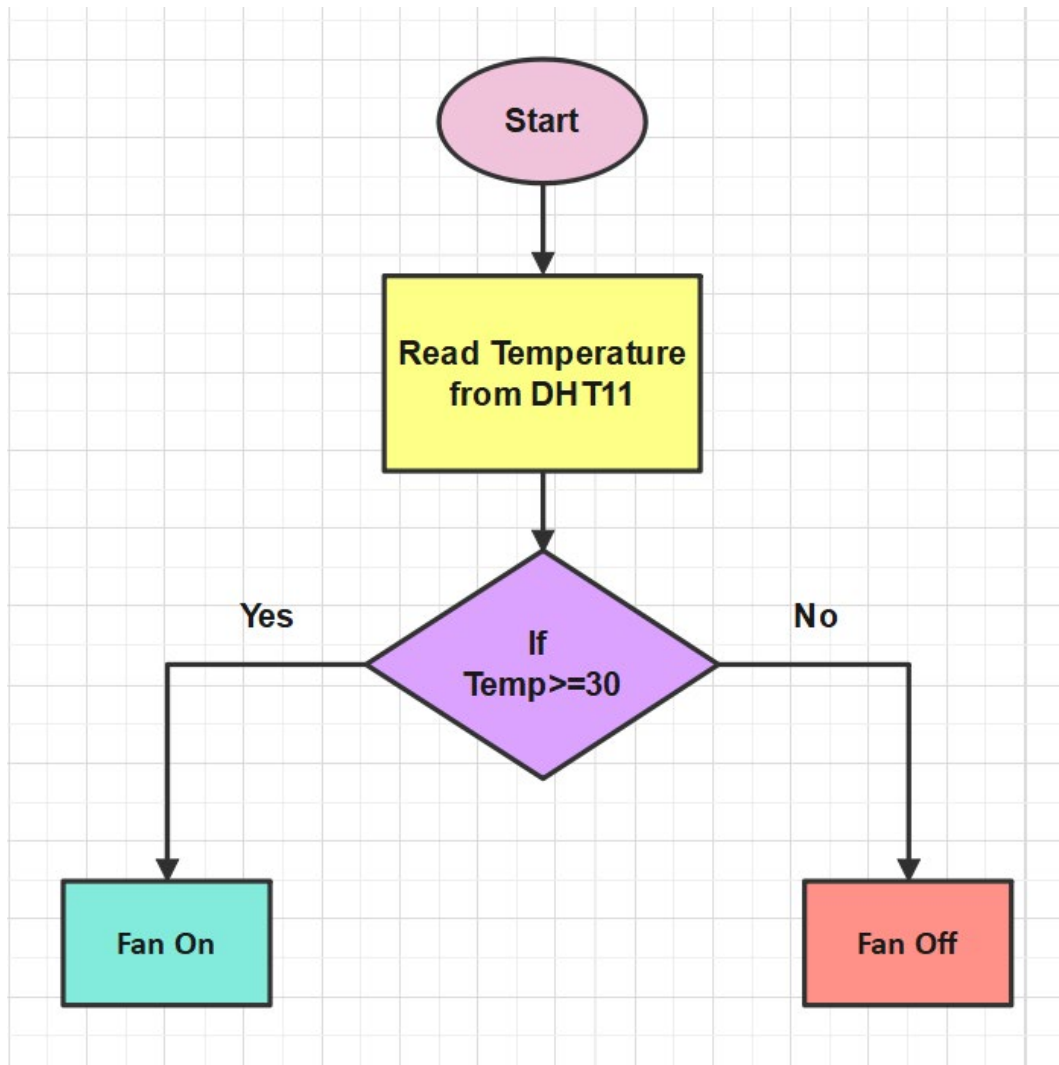 Start
Read Temperature
from DHT11
Yes
No
If
Temp>=30
Fan On
Fan Off